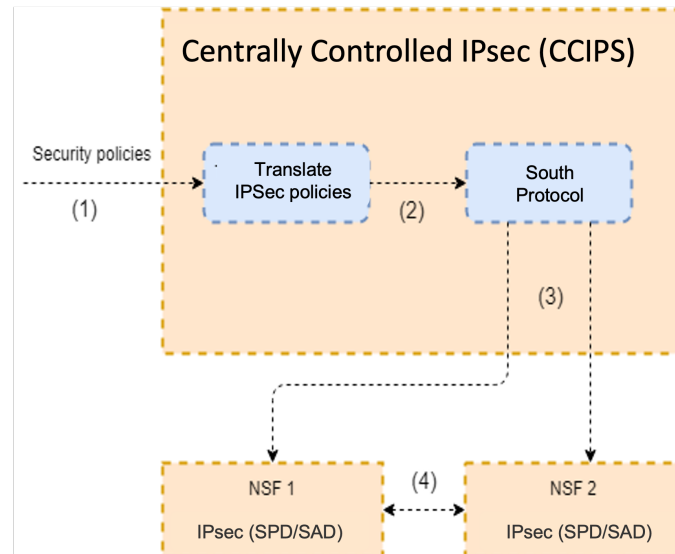 Centrally Controlled IPsec (CCIPS)
Security policies
(1)
Translate
IPSec policies
(2)
South
Protocol
(3)
NSF 1
IPsec (SPD/SAD)
(4)
NSF 2
IPsec (SPD/SAD)